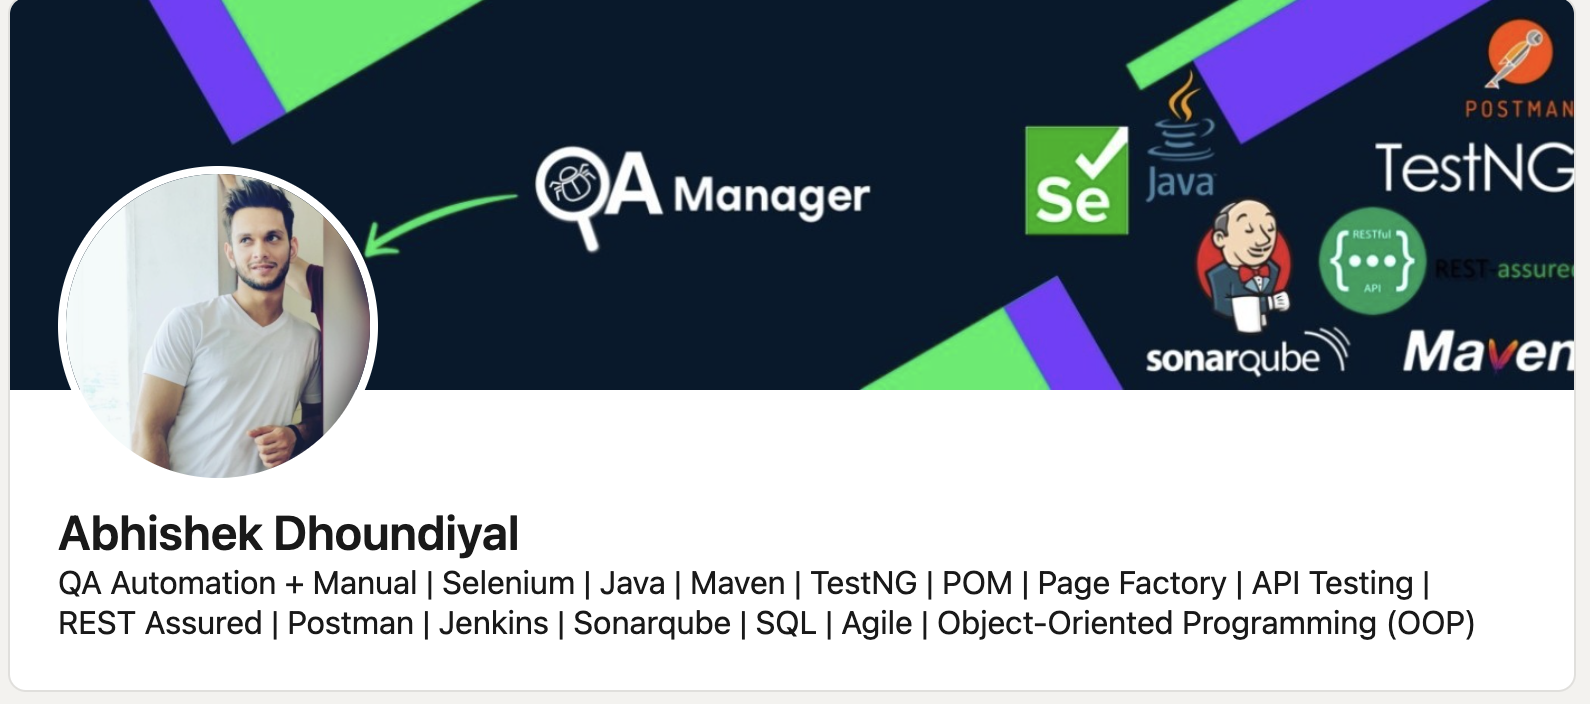 POSTMAN
QA Manager
Se
Java
TestNG
RESTful
{...}
API
REST-assured
sonarqube
Maven
Abhishek Dhoundiyal
QA Automation + Manual | Selenium | Java | Maven | TestNG | POM | Page Factory | API Testing |
REST Assured | Postman | Jenkins | Sonarqube | SQL | Agile | Object-Oriented Programming (OOP)